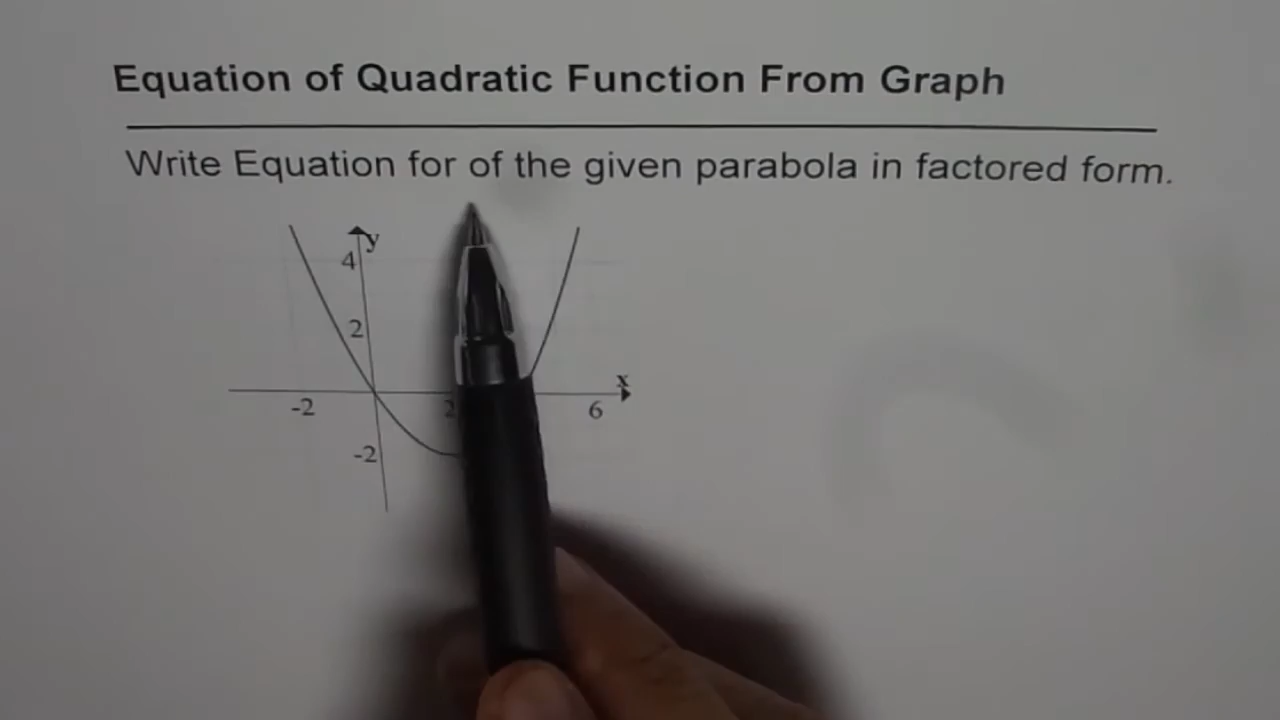 Equation of Quadratic Function From Graph
Write Equation for of the given parabola in factored form.
y
4
2
x
-2
2
6
-2